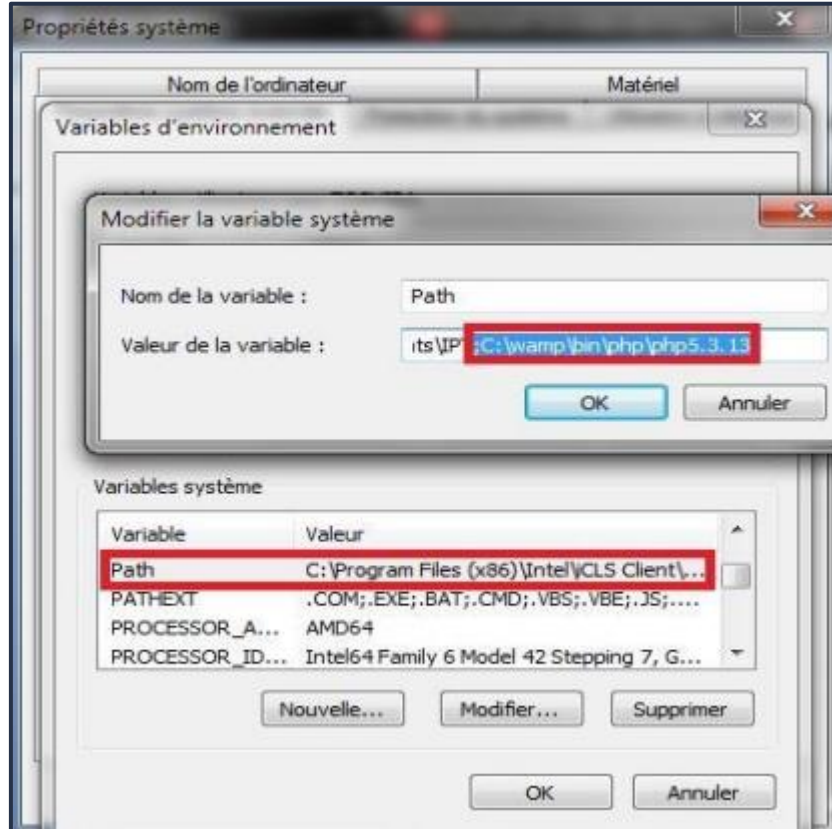 Propriétés système
Nom de l'ordinateur Matériel
Variables d'environnement
Modifier la variable système
Nom de la variable : Path
Valeur de la variable : ts\IP ;C:\wamp\bin\php\php5.3.13
OK Annuler
Variables système
Variable Valeur
Path C:\Program Files (x86)\Intel\iCLS Client\...
PATHEXT .COM;.EXE;.BAT;.CMD;.VBS;.VBE;.JS;....
PROCESSOR_A... AMD64
PROCESSOR_ID... Intel64 Family 6 Model 42 Stepping 7, G...
Nouvelle... Modifier... Supprimer
OK Annuler